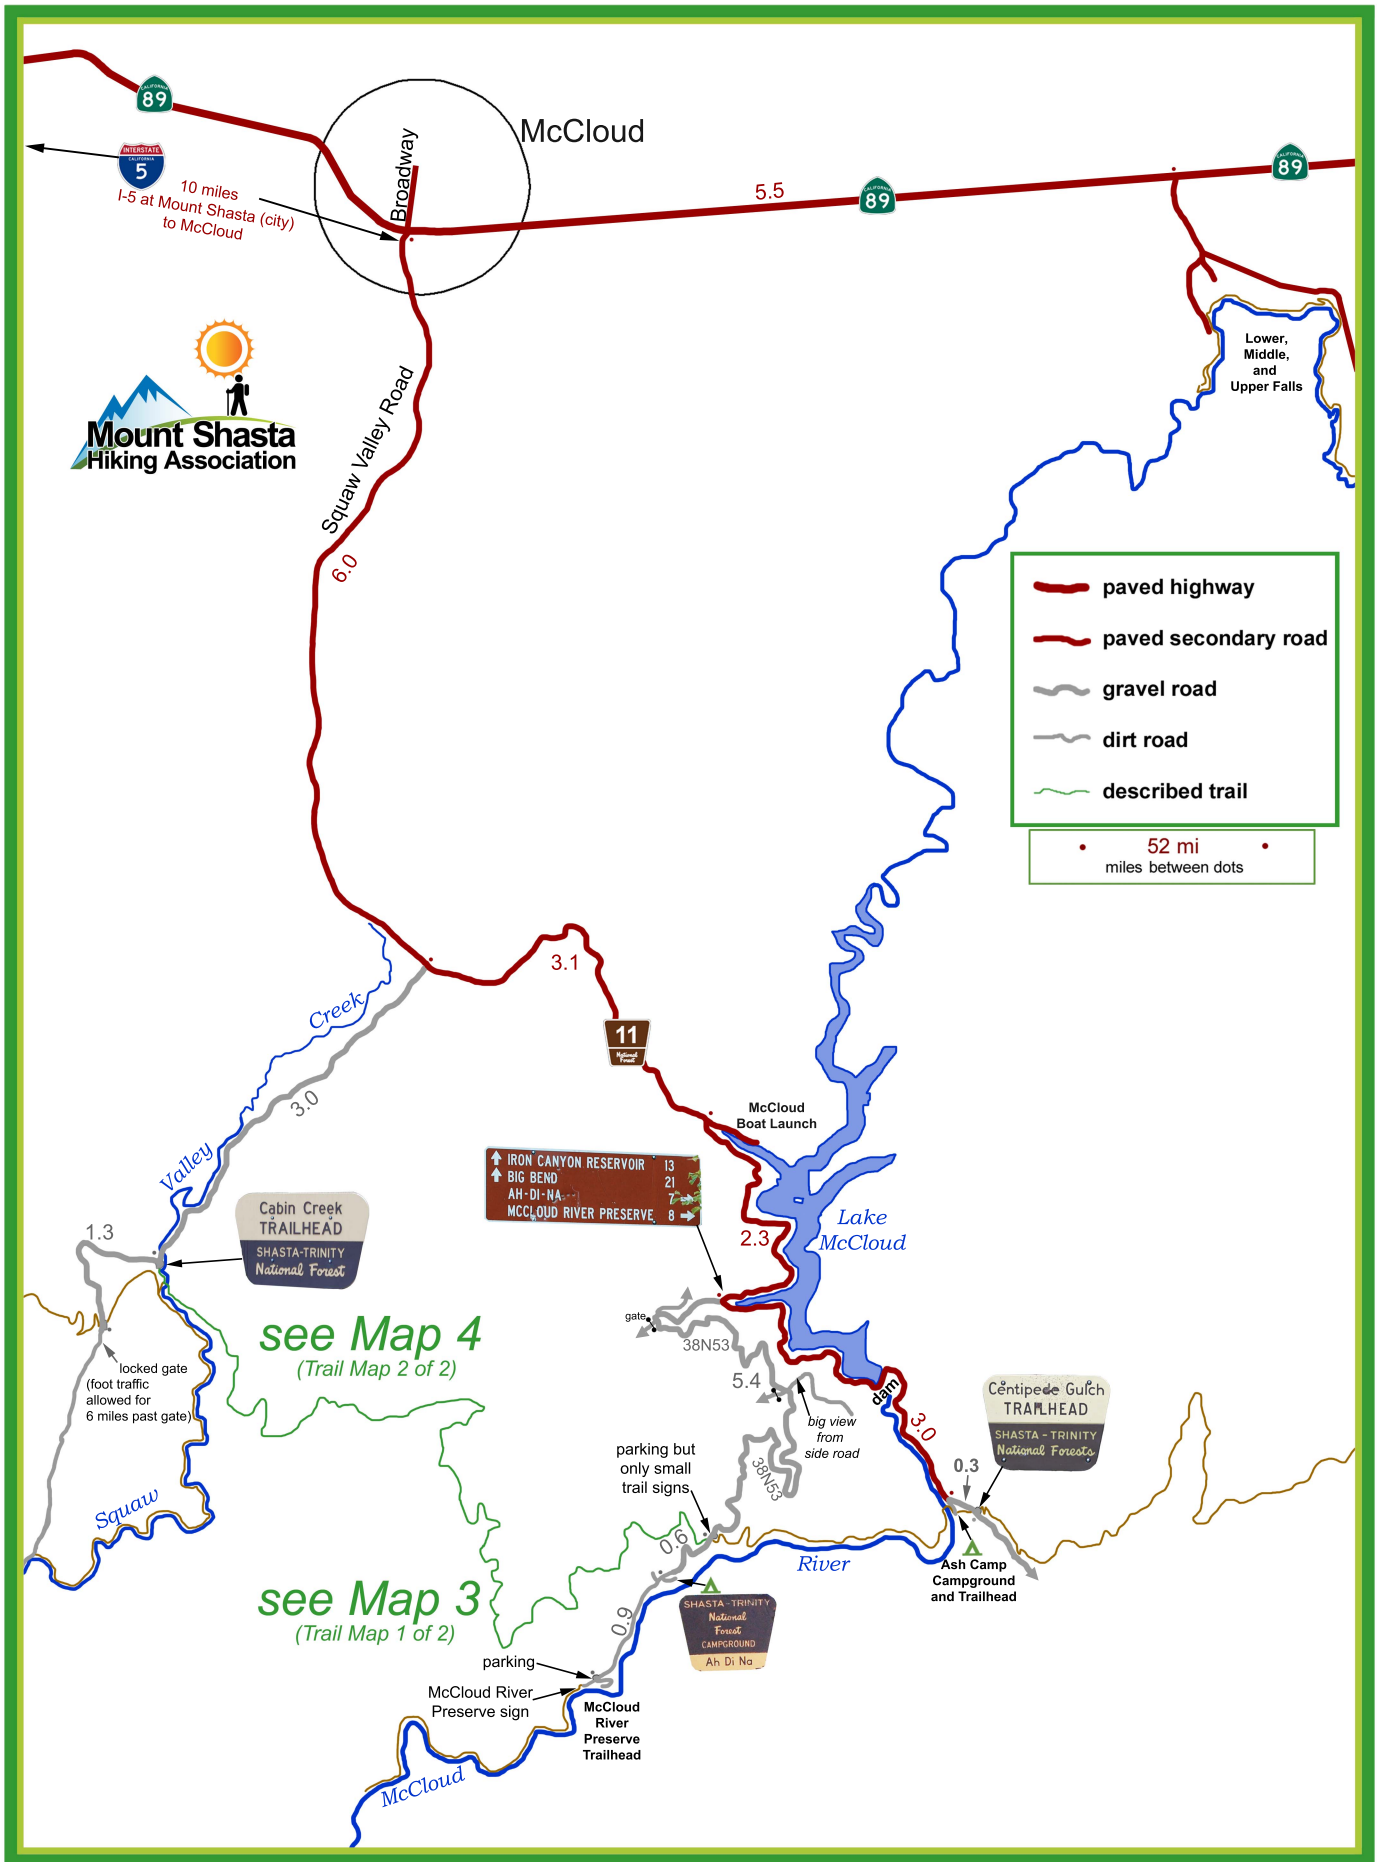 CALIFORNIA
89
INTERSTATE
CALIFORNIA
5
10 miles
I-5 at Mount Shasta (city)
to McCloud
Broadway
McCloud
5.5
CALIFORNIA
89
CALIFORNIA
89
Lower,
Middle,
and
Upper Falls
Mount Shasta
Hiking Association
Squaw Valley Road
6.0
paved highway
paved secondary road
gravel road
dirt road
described trail
52 mi
miles between dots
3.1
11
National
Forest
Creek
3.0
Valley
McCloud
Boat Launch
IRON CANYON RESERVOIR 13
BIG BEND 21
AH-DI-NA 7
MCCLOUD RIVER PRESERVE 8
Cabin Creek
TRAILHEAD
SHASTA-TRINITY
National Forest
1.3
2.3
Lake
McCloud
gate
38N53
5.4
see Map 4
(Trail Map 2 of 2)
locked gate
(foot traffic
allowed for
6 miles past gate)
dam
big view
from
side road
3.0
Centipede Gulch
TRAILHEAD
SHASTA-TRINITY
National Forests
0.3
parking but
only small
trail signs
38N53
Squaw
0.6
River
Ash Camp
Campground
and Trailhead
see Map 3
(Trail Map 1 of 2)
0.9
SHASTA-TRINITY
National
Forest
CAMPGROUND
Ah Di Na
parking
McCloud River
Preserve sign
McCloud
River
Preserve
Trailhead
McCloud